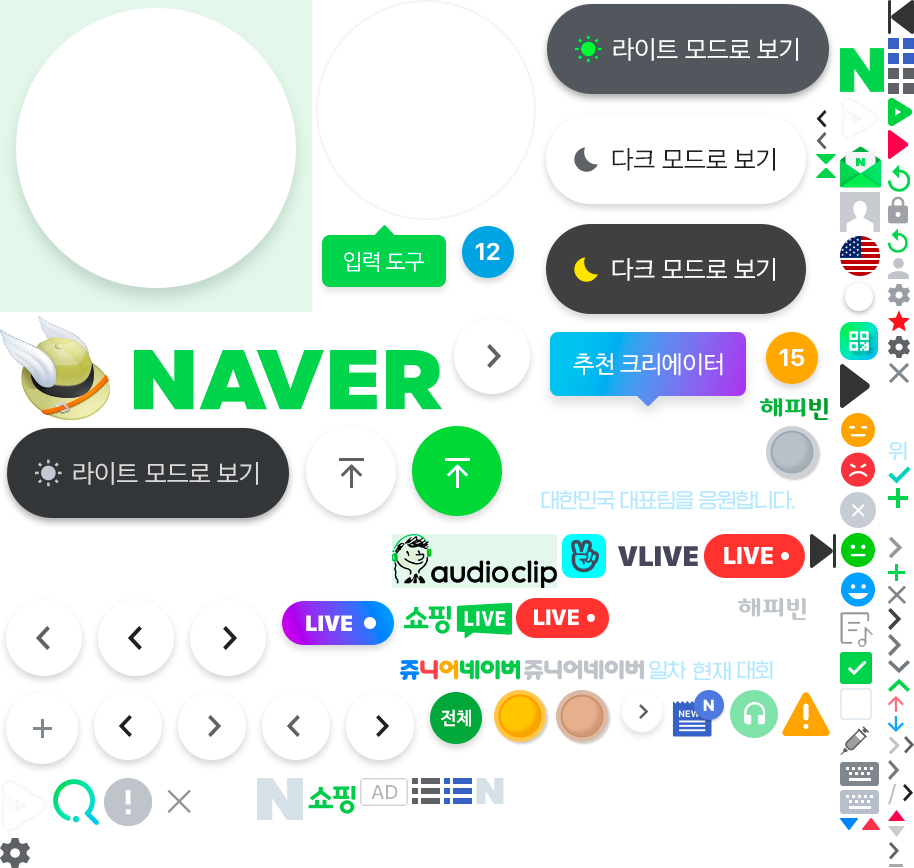 라이트 모드로 보기
N
다크 모드로 보기
N
입력 도구
12
다크 모드로 보기
NAVER
추천 크리에이터
15
해피빈
라이트 모드로 보기
위
대한민국 대표팀을 응원합니다.
audioclip
VLIVE
LIVE
LIVE
쇼핑
LIVE
LIVE
해피빈
쥬니어네이버
쥬니어네이버
일차 현재 대회
전체
NEW
N
N
쇼핑
AD
N